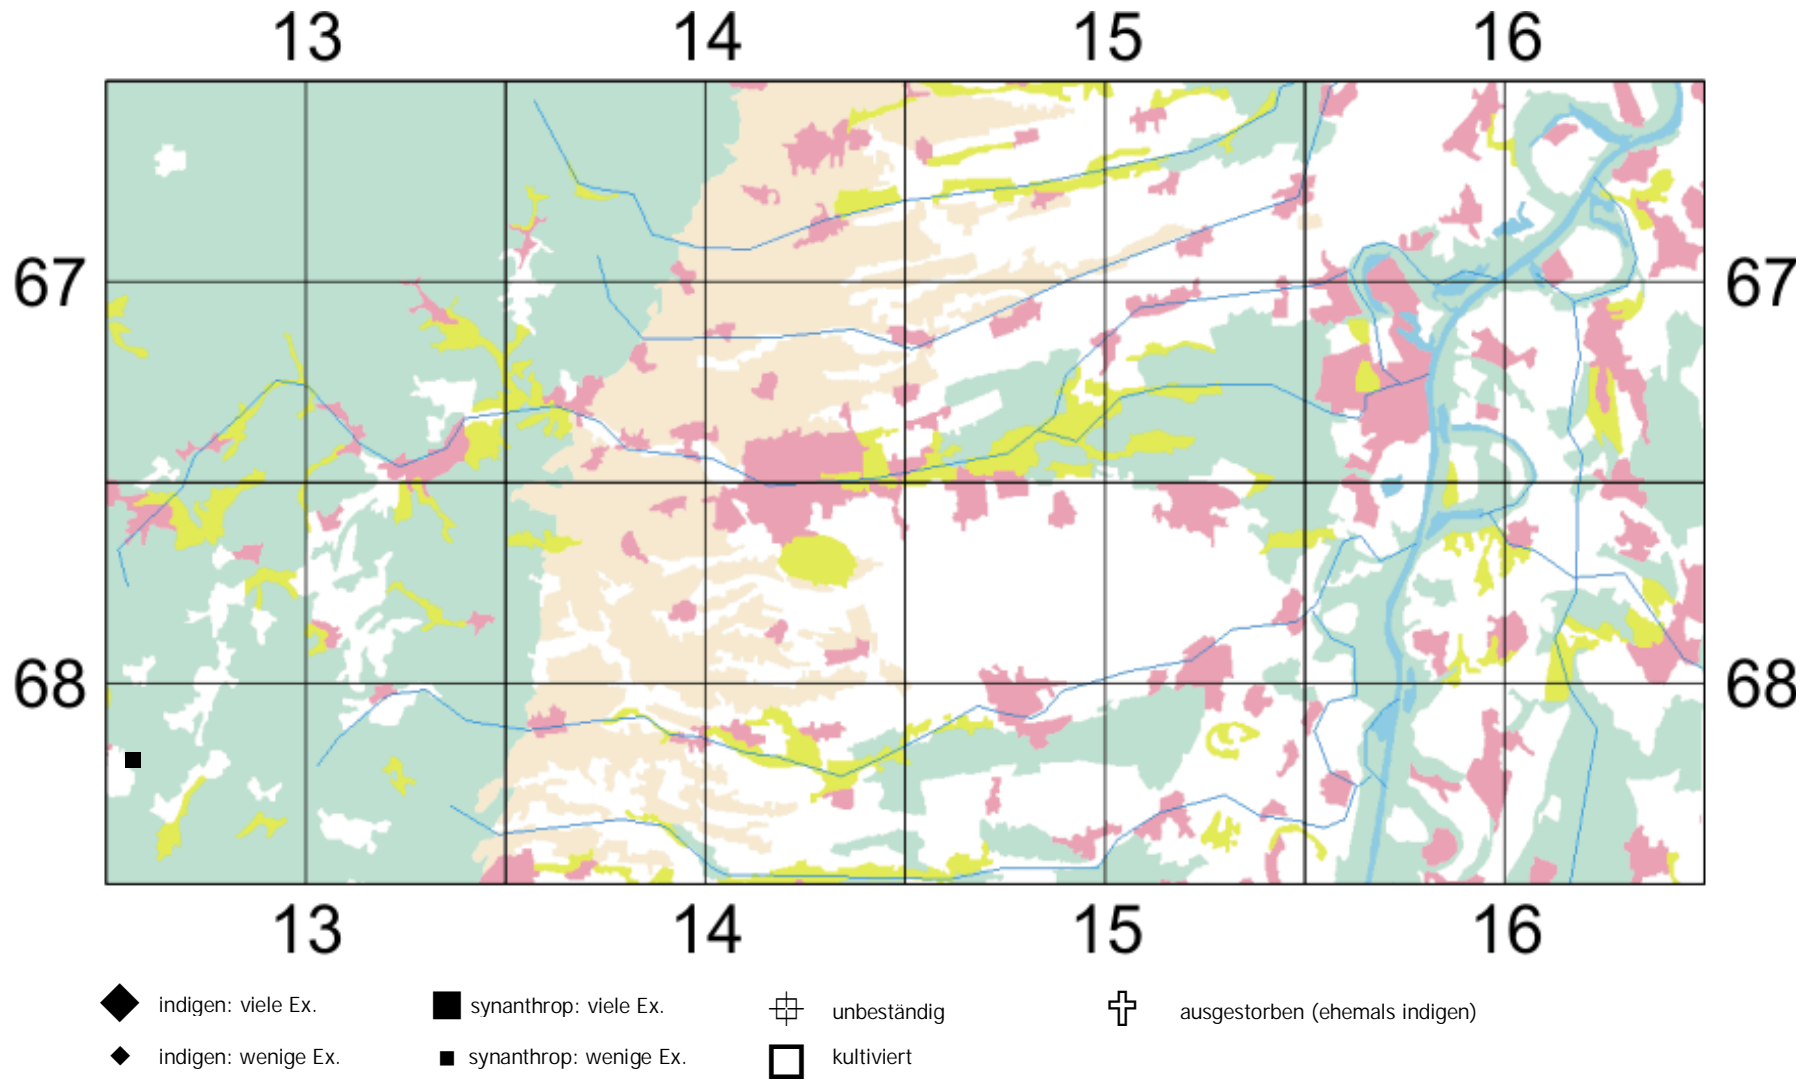 13 14 15 16
67 67
68 68
13 14 15 16
indigen: viele Ex. synanthrop: viele Ex. unbeständig ausgestorben (ehemals indigen)
indigen: wenige Ex. synanthrop: wenige Ex. kultiviert